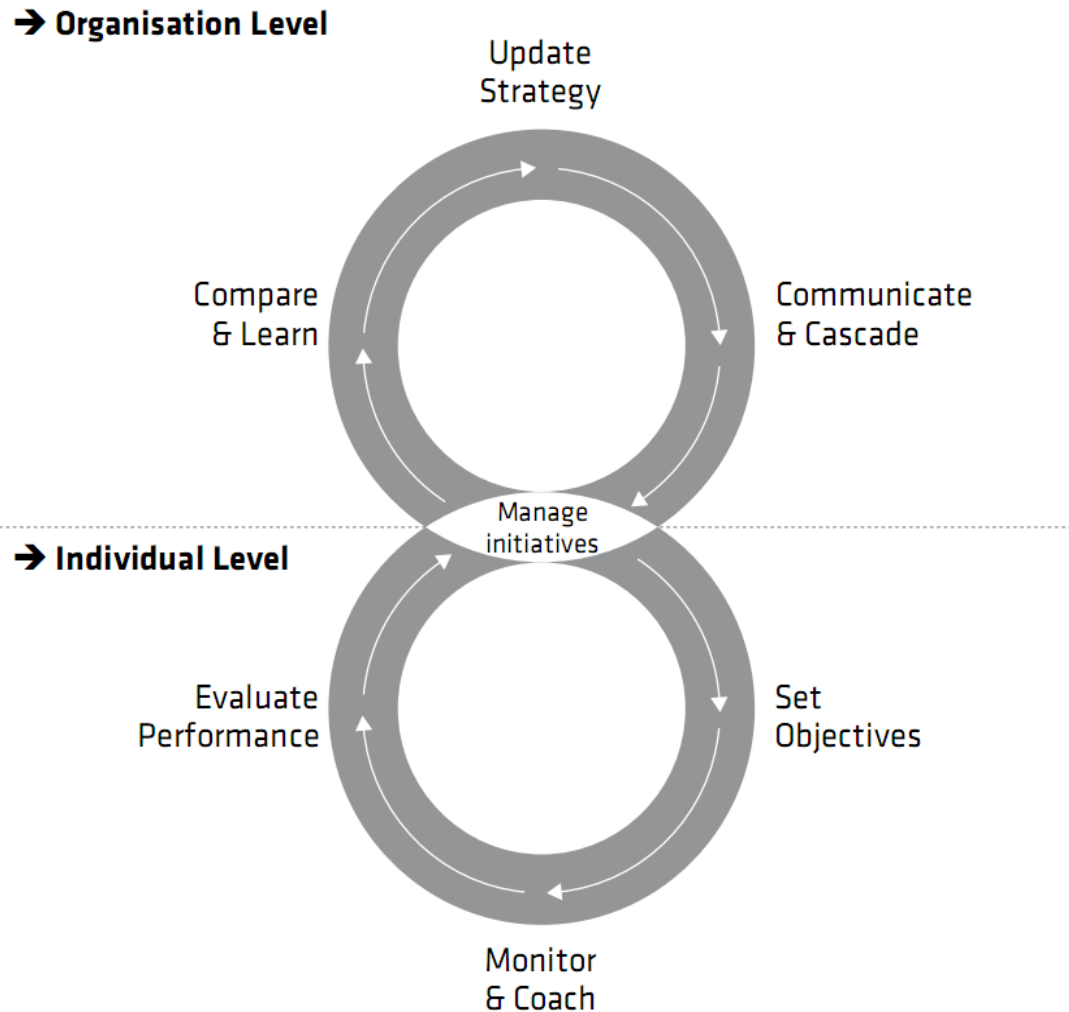 ➔ Organisation Level
Update
Strategy
Compare
& Learn
Communicate
& Cascade
Manage
initiatives
➔ Individual Level
Evaluate
Performance
Set
Objectives
Monitor
& Coach